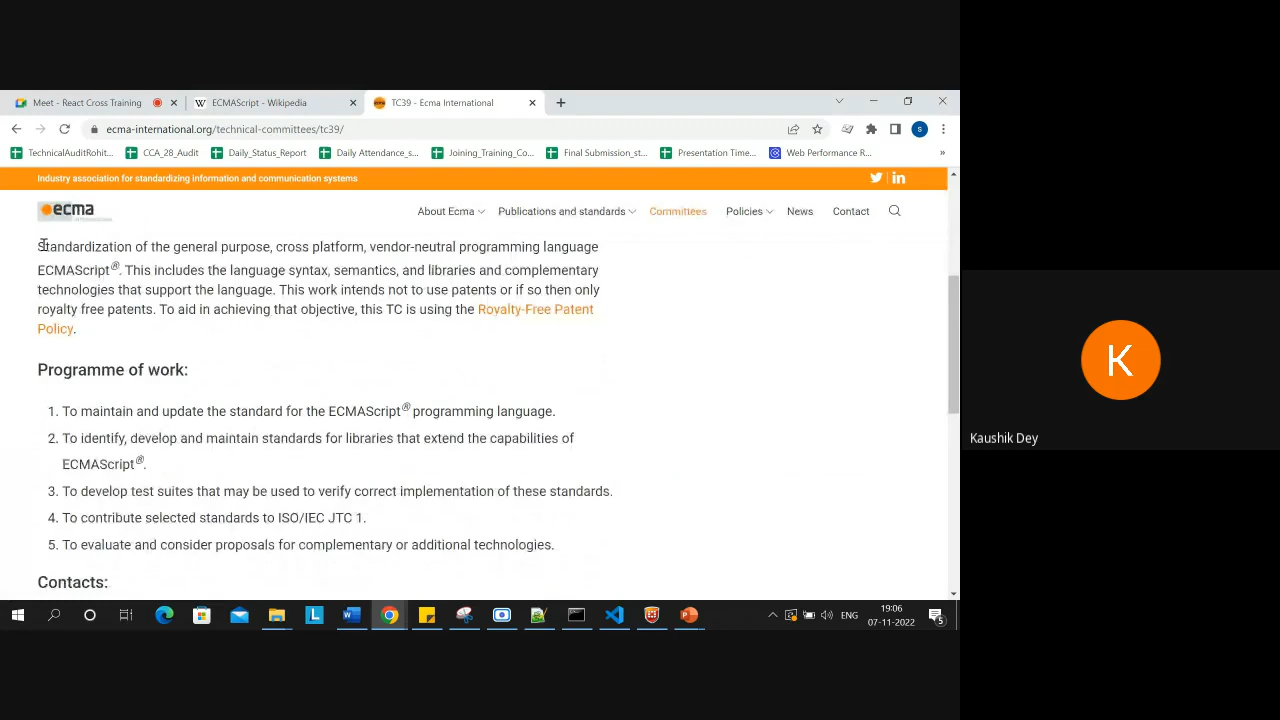 Meet - React Cross Training
ECMAScript - Wikipedia
TC39 - Ecma International
ecma-international.org/technical-committees/tc39/
S
TechnicalAuditRohit...
CCA_28_Audit
Daily_Status_Report
Daily Attendance_s...
Joining_Training_Co...
Final Submission_st...
Presentation Time...
Web Performance R...
»
Industry association for standardizing information and communication systems
ecma
INTERNATIONAL
About Ecma
Publications and standards
Committees
Policies
News
Contact
Standardization of the general purpose, cross platform, vendor-neutral programming language
ECMAScript®. This includes the language syntax, semantics, and libraries and complementary
technologies that support the language. This work intends not to use patents or if so then only
royalty free patents. To aid in achieving that objective, this TC is using the Royalty-Free Patent
Policy.
Programme of work:
1. To maintain and update the standard for the ECMAScript® programming language.
2. To identify, develop and maintain standards for libraries that extend the capabilities of
ECMAScript®.
3. To develop test suites that may be used to verify correct implementation of these standards.
4. To contribute selected standards to ISO/IEC JTC 1.
5. To evaluate and consider proposals for complementary or additional technologies.
Contacts:
ENG
19:06
07-11-2022
5
K
Kaushik Dey